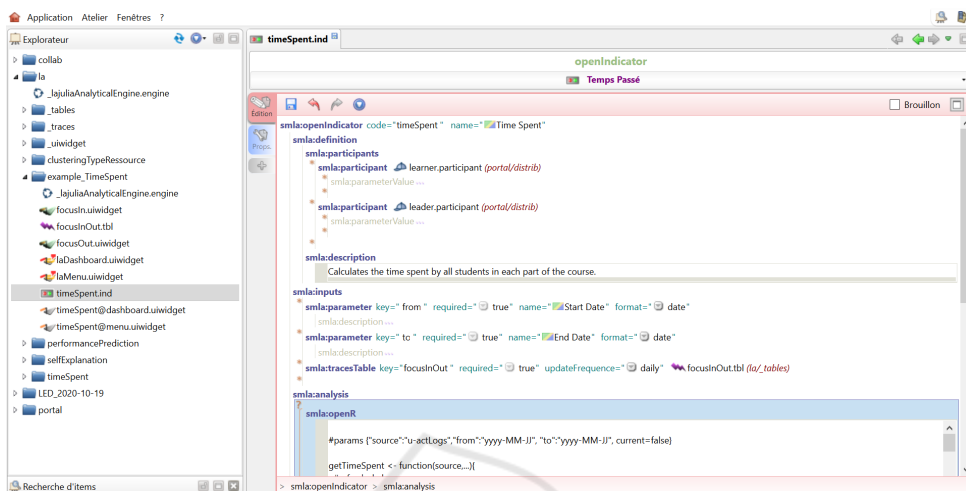 Application Atelier Fenêtres ?
Explorateur
timeSpent.ind
collab
la
_lajuliaAnalyticalEngine.engine
_tables
_traces
_uiwidget
clusteringTypeRessource
example_TimeSpent
_lajuliaAnalyticalEngine.engine
focusIn.uiwidget
focusInOut.tbl
focusOut.uiwidget
laDashboard.uiwidget
laMenu.uiwidget
timeSpent.ind
timeSpent@dashboard.uiwidget
timeSpent@menu.uiwidget
performancePrediction
selfExplanation
timeSpent
LED_2020-10-19
portal
Recherche d'items
openIndicator
Temps Passé
Edition
Props.
Brouillon
smla:openIndicator code="timeSpent " name="Time Spent"
smla:definition
smla:participants
smla:participant learner.participant (portal/distrib)
smla:parameterValue ...
smla:participant leader.participant (portal/distrib)
smla:parameterValue ...
smla:description
Calculates the time spent by all students in each part of the course.
smla:inputs
smla:parameter key=" from " required=" true" name="Start Date" format=" date"
smla:description ...
smla:parameter key=" tc " required=" true" name="End Date" format=" date"
smla:description ...
smla:tracesTable key="focusInOut " required=" true" updateFrequence=" daily" focusInOut.tbl (la/_tables)
smla:analysis
?
smla:openR
#params {"source":"u-actLogs","from":"yyyy-MM-JJ", "to":"yyyy-MM-JJ", current=false}
getTimeSpent <- function(source,...){
> smla:openIndicator > smla:analysis